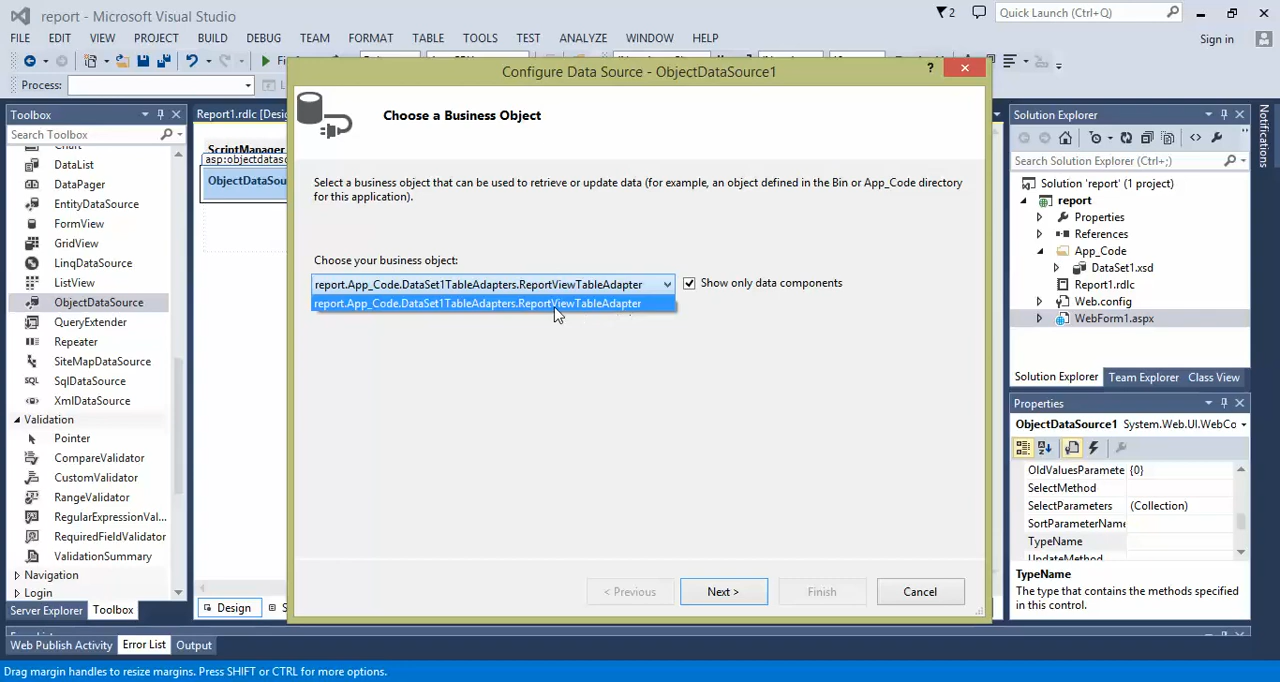 report - Microsoft Visual Studio
2
Quick Launch (Ctrl+Q)
FILE EDIT VIEW PROJECT BUILD DEBUG TEAM FORMAT TABLE TOOLS TEST ANALYZE WINDOW HELP
Sign in
Process:
Configure Data Source - ObjectDataSource1
?
Toolbox
Search Toolbox
DataList
DataPager
EntityDataSource
FormView
GridView
LinqDataSource
ListView
ObjectDataSource
QueryExtender
Repeater
SiteMapDataSource
SQL SqlDataSource
XmlDataSource
Validation
Pointer
CompareValidator
CustomValidator
RangeValidator
RegularExpressionVal...
RequiredFieldValidator
ValidationSummary
Navigation
Login
Server Explorer Toolbox
Report1.rdlc [Desig
ScriptManager
asp:objectdatasc
ObjectDataSou
Design
Choose a Business Object
Select a business object that can be used to retrieve or update data (for example, an object defined in the Bin or App_Code directory
for this application).
Choose your business object:
report.App_Code.DataSet1TableAdapters.ReportViewTableAdapter
Show only data components
report.App_Code.DataSet1TableAdapters.ReportViewTableAdapter
< Previous
Next >
Finish
Cancel
Solution Explorer
Search Solution Explorer (Ctrl+;)
Solution 'report' (1 project)
report
Properties
References
App_Code
DataSet1.xsd
Report1.rdlc
Web.config
WebForm1.aspx
Solution Explorer Team Explorer Class View
Properties
ObjectDataSource1 System.Web.UI.WebCo
OldValuesParamete {0}
SelectMethod
SelectParameters (Collection)
SortParameterName
TypeName
UpdateMethod
TypeName
The type that contains the methods specified
in this control.
Notifications
Web Publish Activity Error List Output
Drag margin handles to resize margins. Press SHIFT or CTRL for more options.